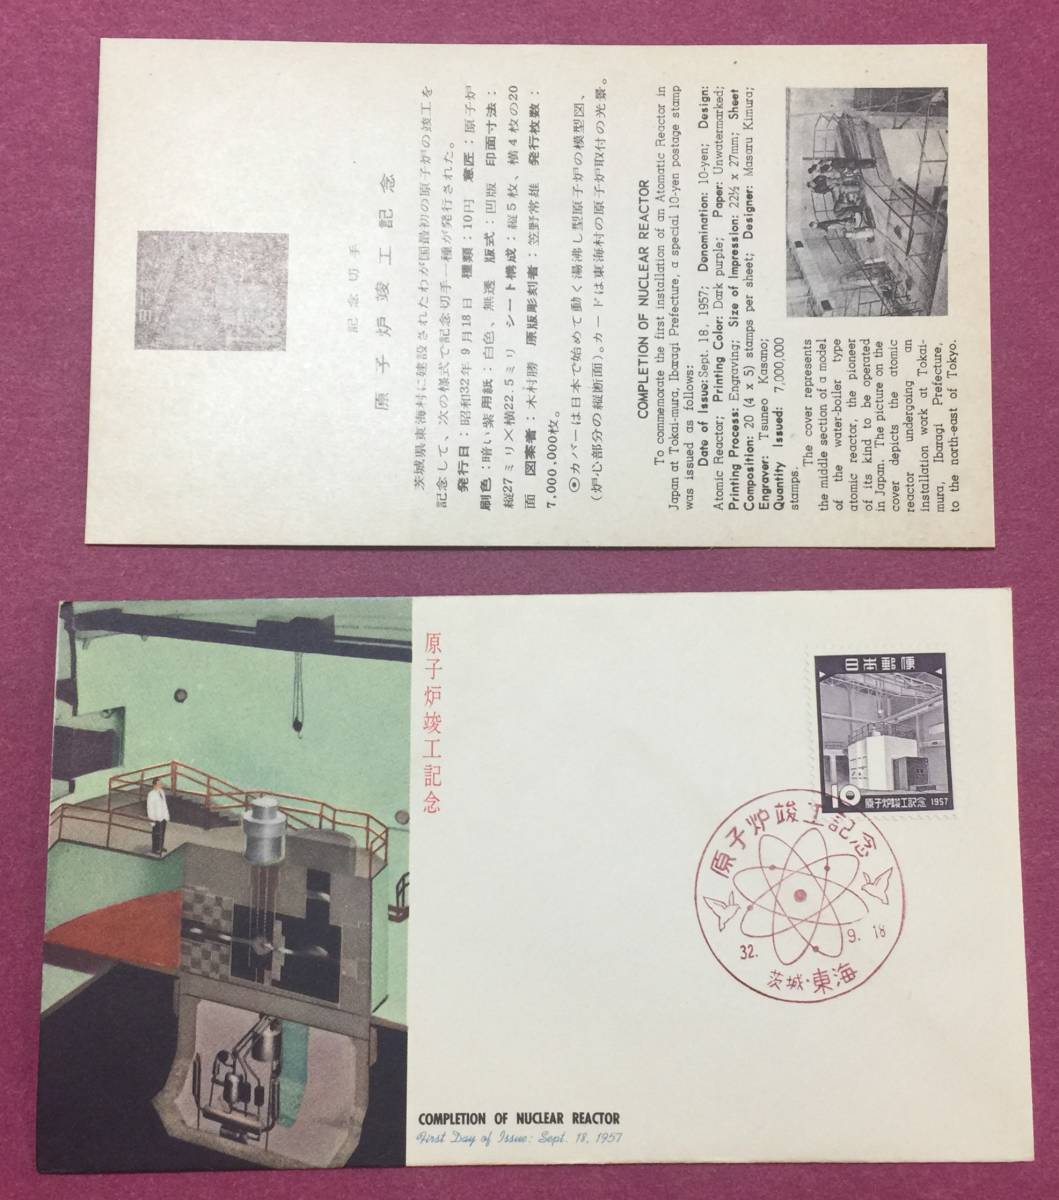 記念切手
原子炉竣工記念
茨城県東海村に建設されたわが国最初の原子炉の竣工を
記念して、次の様式で記念切手一種が発行された。
発行日：昭和32年9月18日 種類：10円 意匠：原子炉
刷色：暗い紫 用紙：白色、無透 版式：凹版 印面寸法：
縦27ミリ×横22.5ミリ シート構成：縦5枚、横4枚の20
面 図案者：木村勝 原版彫刻者：笠野常雄 発行枚数：
7,000,000枚。
◉カバーは日本で始めて動く湯沸し型原子炉の模型図、
（炉心部分の縦断面）。カードは東海村の原子炉取付の光景。
COMPLETION OF NUCLEAR REACTOR
To commemorate the first installation of an Atomatic Reactor in
Japan at Tokai-mura, Ibaragi Prefecture, a special 10-yen postage stamp
was issued as follows:
Date of Issue: Sept. 18, 1957; Denomination: 10-yen; Design:
Atomic Reactor; Printing Color: Dark purple; Paper: Unwatermarked;
Printing Process: Engraving; Size of Impression: 22½ x 27mm; Sheet
Composition: 20 (4 x 5) stamps per sheet; Designer: Masaru Kimura;
Engraver: Tsuneo Kasano;
Quantity Issued: 7,000,000
stamps.
The cover represents
the middle section of a model
of the water-boiler type
atomic reactor, the pioneer
of its kind to be operated
in Japan. The picture on the
cover depicts the atomic
reactor undergoing an
installation work at Tokai-
mura, Ibaragi Prefecture,
to the north-east of Tokyo.
原子炉竣工記念
日本郵便
10
原子炉竣工記念 1957
原子炉竣工記念
32. 9. 18
茨城・東海
COMPLETION OF NUCLEAR REACTOR
First Day of Issue: Sept. 18, 1957